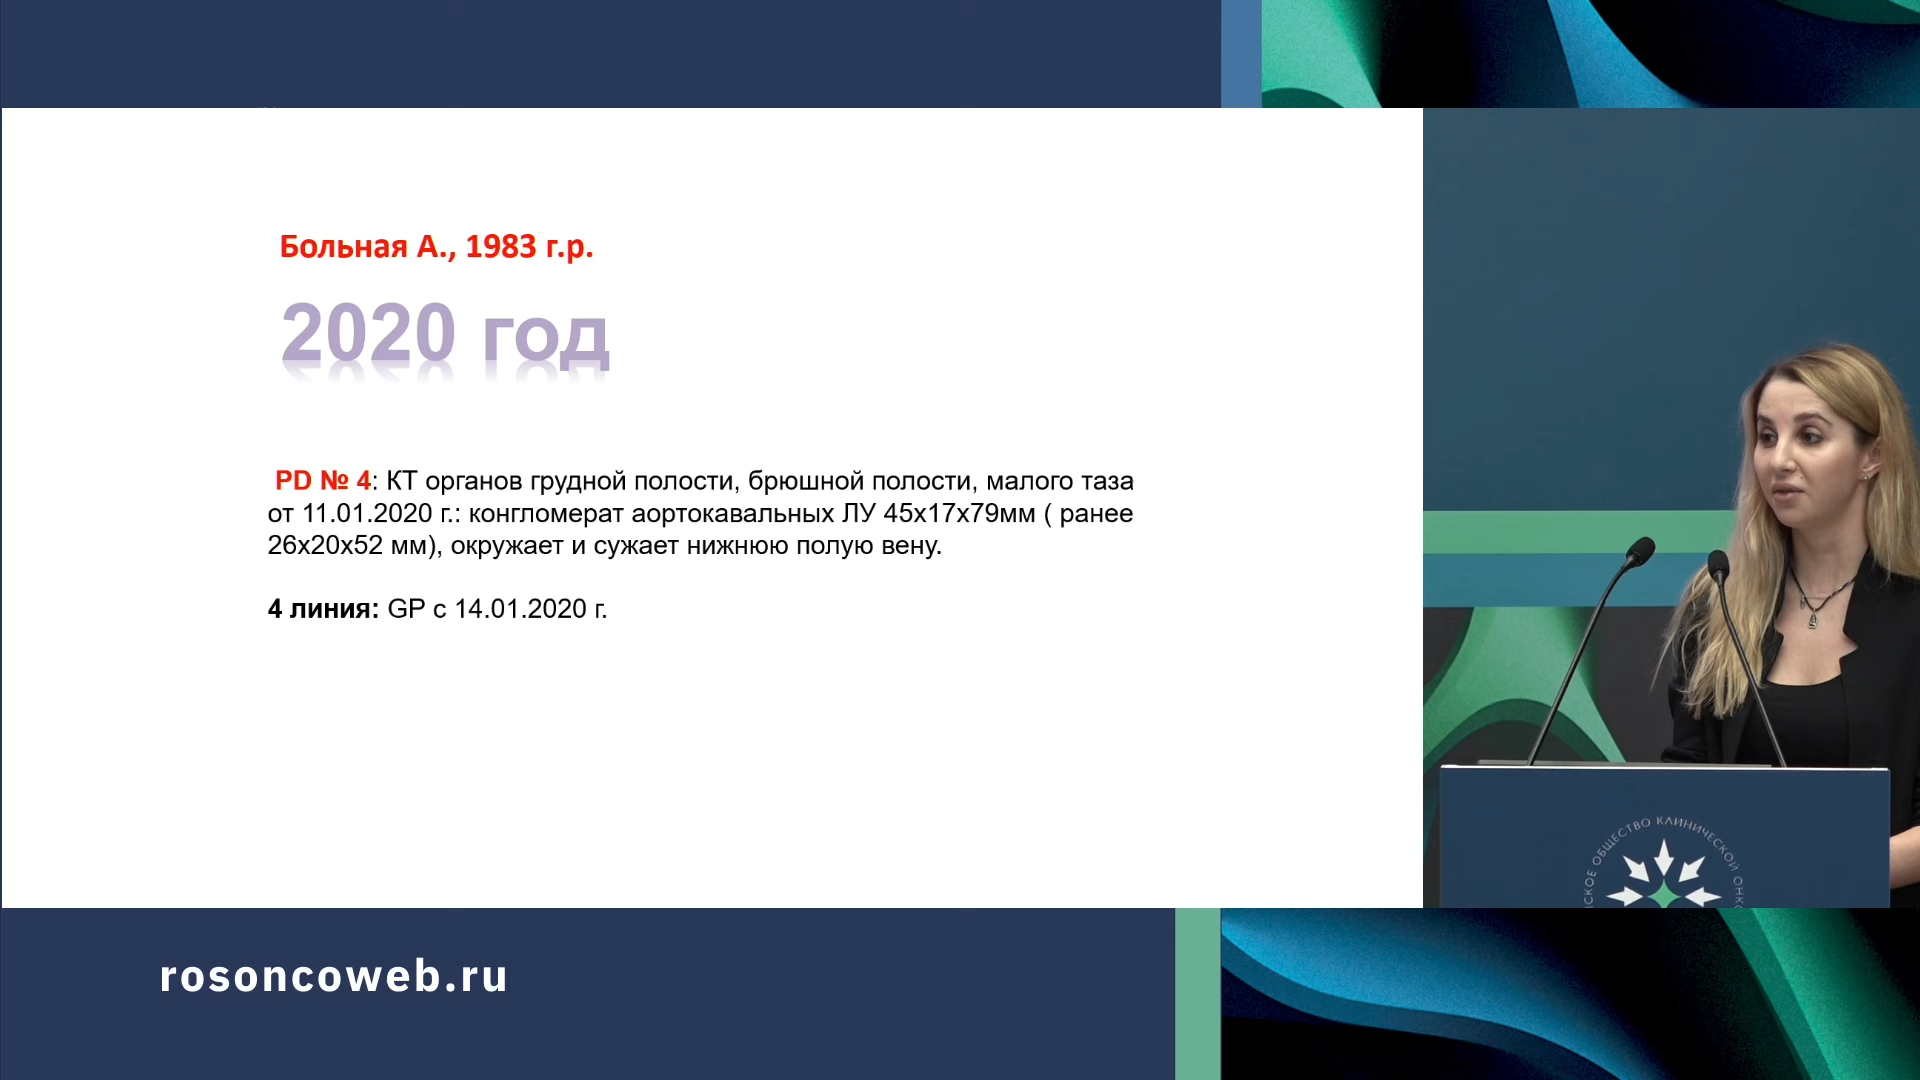 Больная А., 1983 г.р.
2020 год
PD № 4: КТ органов грудной полости, брюшной полости, малого таза
от 11.01.2020 г.: конгломерат аортокавальных ЛУ 45х17х79мм ( ранее
26х20х52 мм), окружает и сужает нижнюю полую вену.
4 линия: GP с 14.01.2020 г.
ОБЩЕСТВО КЛИНИЧЕСКОЙ
rosoncoweb.ru